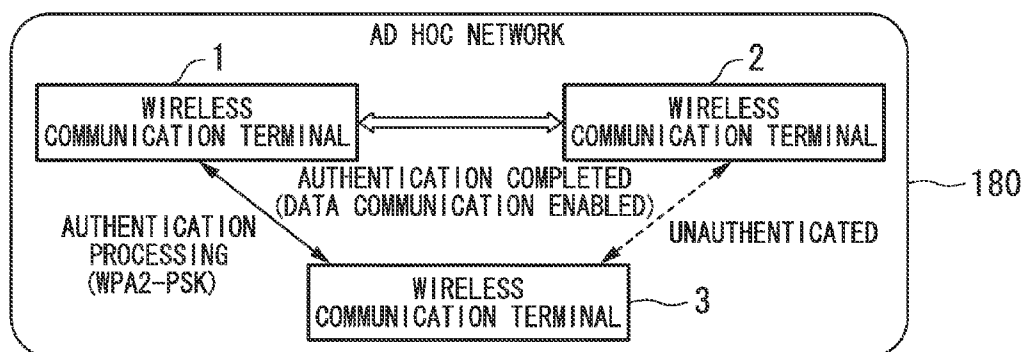 AD HOC NETWORK
1
2
WIRELESS
COMMUNICATION TERMINAL
WIRELESS
COMMUNICATION TERMINAL
AUTHENTICATION COMPLETED
(DATA COMMUNICATION ENABLED)
180
AUTHENTICATION
PROCESSING
(WPA2-PSK)
UNAUTHENTICATED
WIRELESS
COMMUNICATION TERMINAL
3